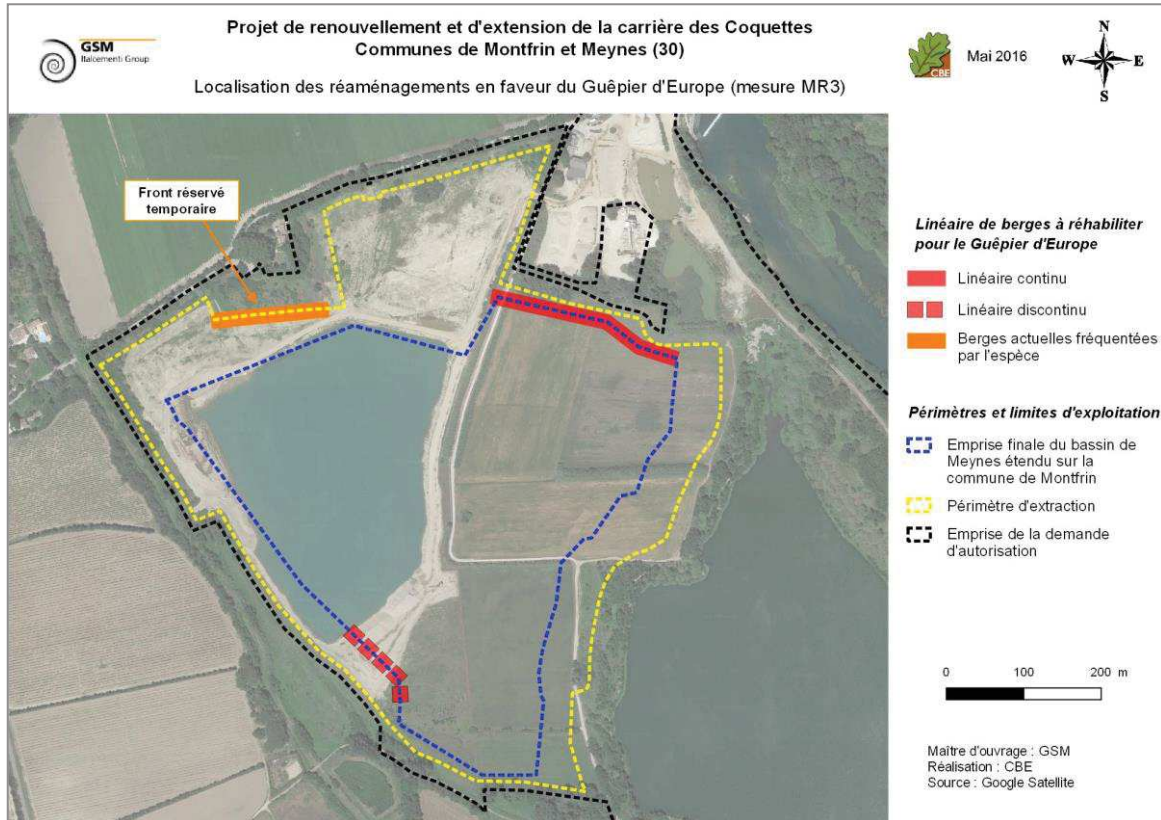 GSM
Italcementi Group
Projet de renouvellement et d'extension de la carrière des Coquettes
Communes de Montfrin et Meynes (30)
Localisation des réaménagements en faveur du Guêpier d'Europe (mesure MR3)
CBE
Mai 2016
N
W
E
S
Front réservé
temporaire
Linéaire de berges à réhabiliter
pour le Guêpier d'Europe
Linéaire continu
Linéaire discontinu
Berges actuelles fréquentées
par l'espèce
Périmètres et limites d'exploitation
Emprise finale du bassin de
Meynes étendu sur la
commune de Montfrin
Périmètre d'extraction
Emprise de la demande
d'autorisation
0 100 200 m
Maître d'ouvrage : GSM
Réalisation : CBE
Source : Google Satellite